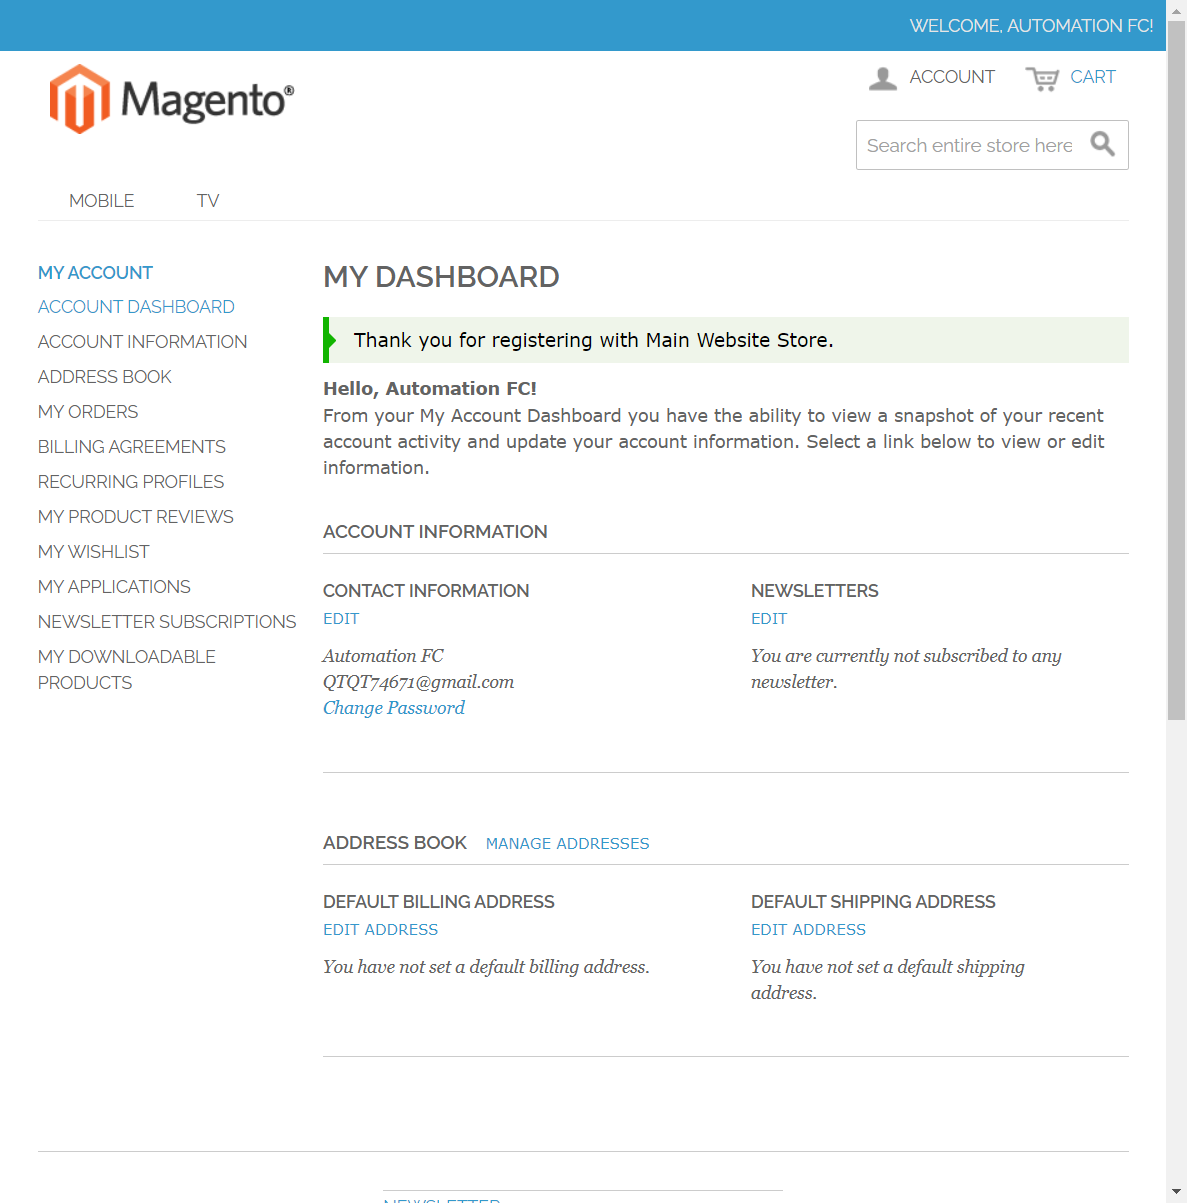 WELCOME, AUTOMATION FC!
Magento®
ACCOUNT
CART
Search entire store here
MOBILE
TV
MY ACCOUNT
ACCOUNT DASHBOARD
ACCOUNT INFORMATION
ADDRESS BOOK
MY ORDERS
BILLING AGREEMENTS
RECURRING PROFILES
MY PRODUCT REVIEWS
MY WISHLIST
MY APPLICATIONS
NEWSLETTER SUBSCRIPTIONS
MY DOWNLOADABLE
PRODUCTS
MY DASHBOARD
Thank you for registering with Main Website Store.
Hello, Automation FC!
From your My Account Dashboard you have the ability to view a snapshot of your recent
account activity and update your account information. Select a link below to view or edit
information.
ACCOUNT INFORMATION
CONTACT INFORMATION
EDIT
Automation FC
QTQT74671@gmail.com
Change Password
NEWSLETTERS
EDIT
You are currently not subscribed to any
newsletter.
ADDRESS BOOK
MANAGE ADDRESSES
DEFAULT BILLING ADDRESS
EDIT ADDRESS
You have not set a default billing address.
DEFAULT SHIPPING ADDRESS
EDIT ADDRESS
You have not set a default shipping
address.
NEWSLETTER